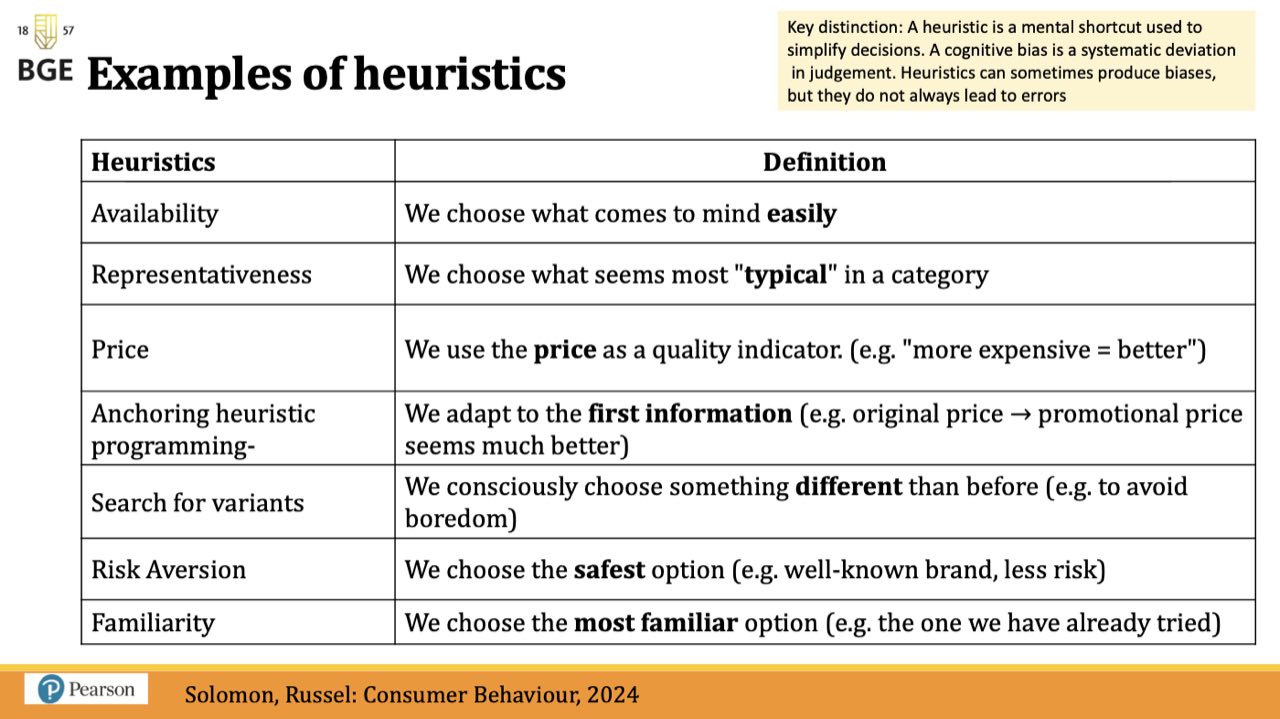 18 57
BGE
Examples of heuristics
Key distinction: A heuristic is a mental shortcut used to
simplify decisions. A cognitive bias is a systematic deviation
in judgement. Heuristics can sometimes produce biases,
but they do not always lead to errors
Heuristics
Definition
Availability
We choose what comes to mind easily
Representativeness
We choose what seems most "typical" in a category
Price
We use the price as a quality indicator. (e.g. "more expensive = better")
Anchoring heuristic
programming-
We adapt to the first information (e.g. original price → promotional price
seems much better)
Search for variants
We consciously choose something different than before (e.g. to avoid
boredom)
Risk Aversion
We choose the safest option (e.g. well-known brand, less risk)
Familiarity
We choose the most familiar option (e.g. the one we have already tried)
Pearson
Solomon, Russel: Consumer Behaviour, 2024